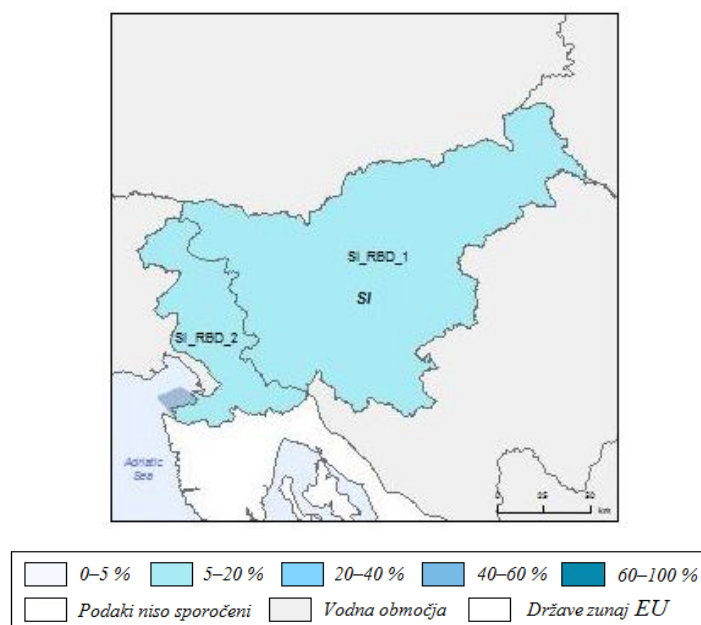 SI_RBD_1
SI
SI_RBD_2
Adriatic
Sea
0 25 50
km
0–5 % 5–20 % 20–40 % 40–60 % 60–100 %
Podaki niso sporočeni Vodna območja Države zunaj EU